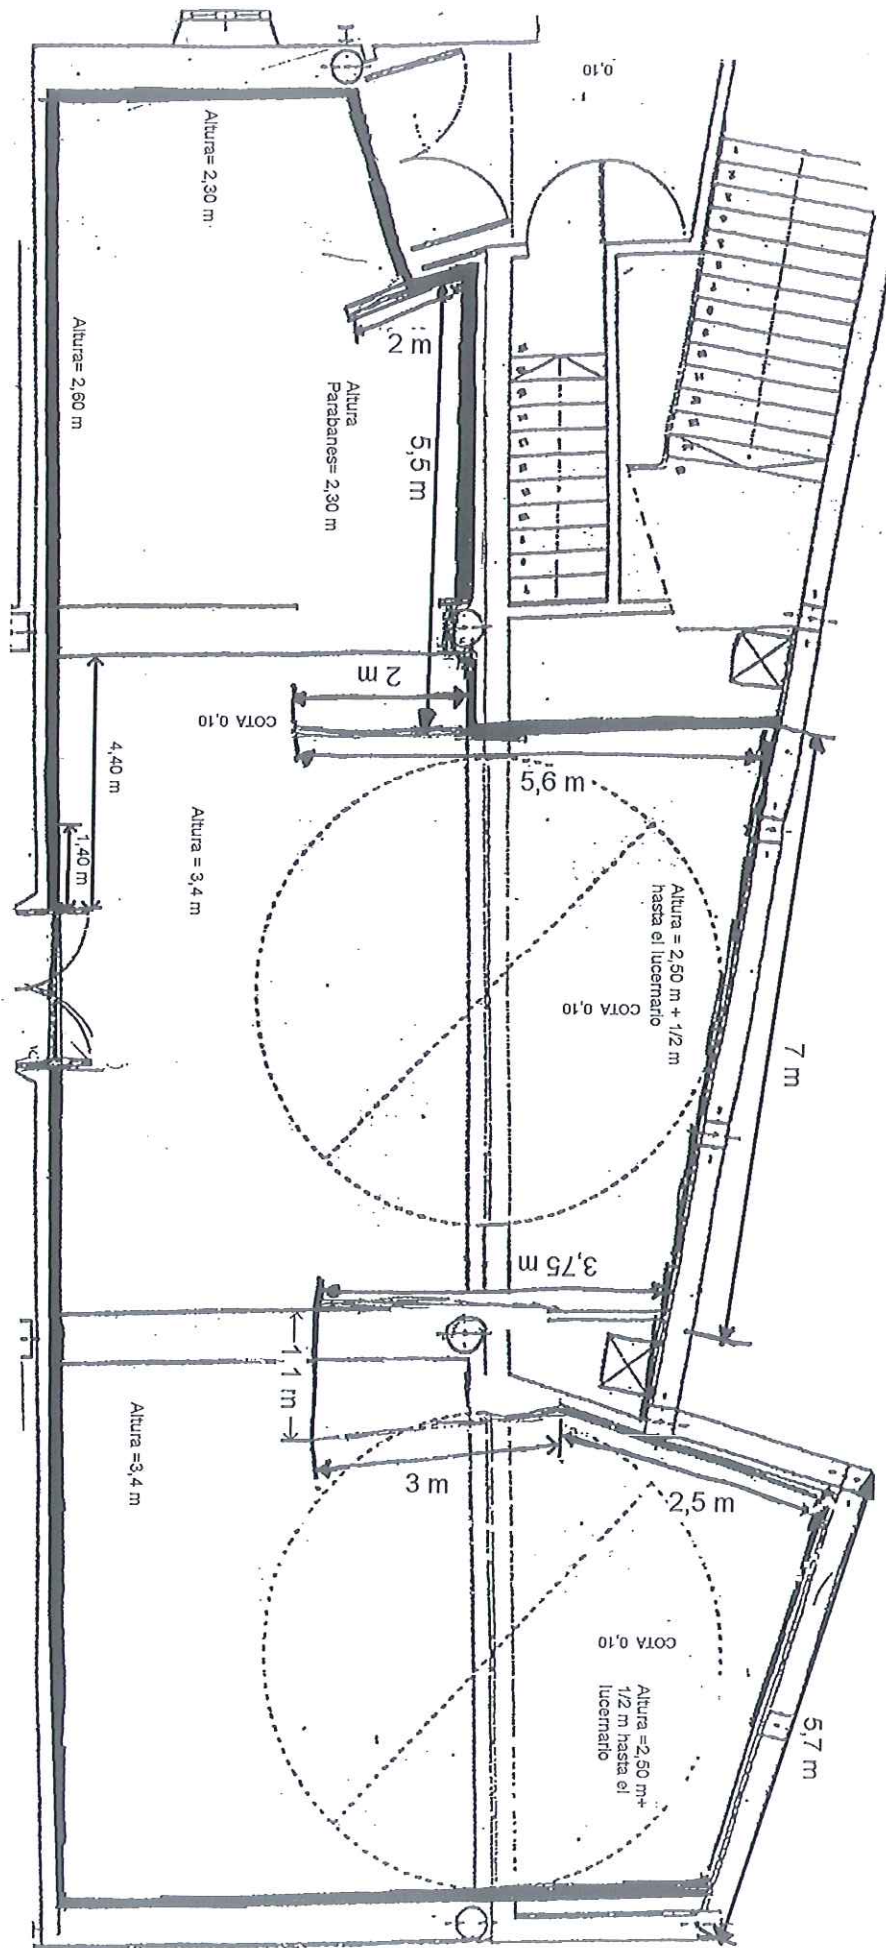 0,10
Altura= 2,30 m
Altura= 2,60 m
2 m
Altura
Parabanes= 2,30 m
5,5 m
2 m
COTA 0,10
4,40 m
1,40 m
Altura = 3,4 m
5,6 m
Altura = 2,50 m + 1/2 m
hasta el lucernario
COTA 0,10
7 m
3,75 m
1,1 m
Altura =3,4 m
3 m
2,5 m
COTA 0,10
Altura =2,50 m+
1/2 m hasta el
lucernario
5,7 m